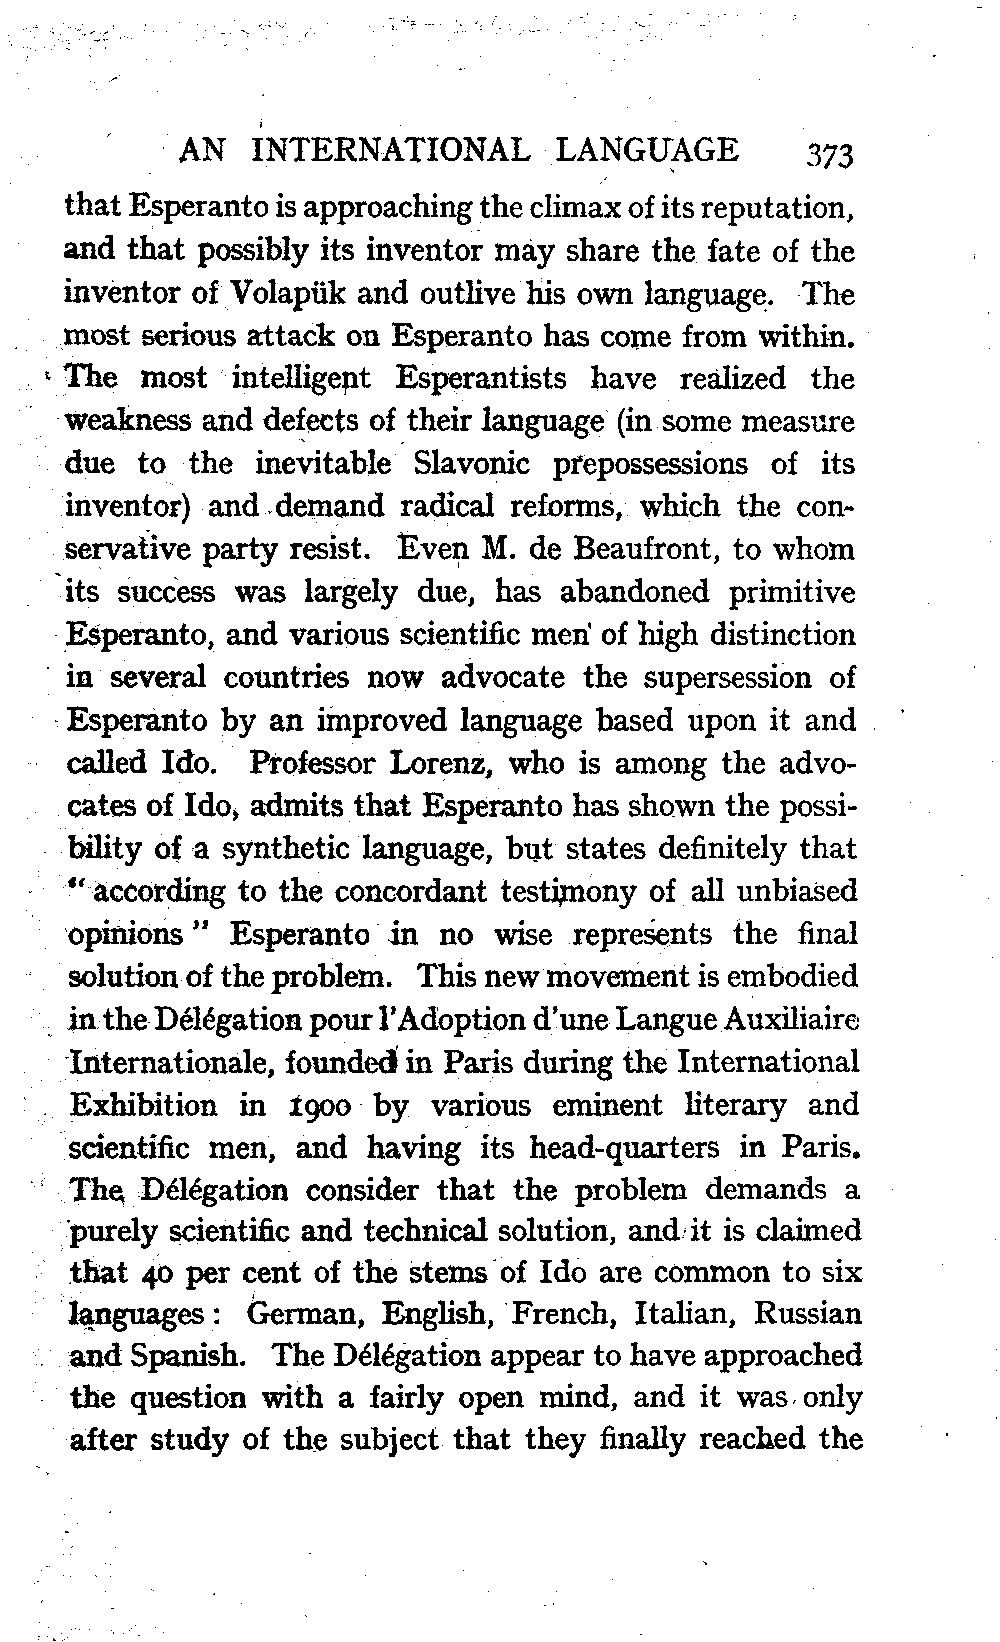 AN INTERNATIONAL LANGUAGE 373
that Esperanto is approaching the climax of its reputation,
and that possibly its inventor may share the fate of the
inventor of Volapük and outlive his own language. The
most serious attack on Esperanto has come from within.
The most intelligent Esperantists have realized the
weakness and defects of their language (in some measure
due to the inevitable Slavonic prepossessions of its
inventor) and demand radical reforms, which the con-
servative party resist. Even M. de Beaufront, to whom
its success was largely due, has abandoned primitive
Esperanto, and various scientific men of high distinction
in several countries now advocate the supersession of
Esperanto by an improved language based upon it and
called Ido. Professor Lorenz, who is among the advo-
cates of Ido, admits that Esperanto has shown the possi-
bility of a synthetic language, but states definitely that
“ according to the concordant testimony of all unbiased
opinions ” Esperanto in no wise represents the final
solution of the problem. This new movement is embodied
in the Délégation pour l’Adoption d’une Langue Auxiliaire
Internationale, founded in Paris during the International
Exhibition in 1900 by various eminent literary and
scientific men, and having its head-quarters in Paris.
The Délégation consider that the problem demands a
purely scientific and technical solution, and it is claimed
that 40 per cent of the stems of Ido are common to six
languages : German, English, French, Italian, Russian
and Spanish. The Délégation appear to have approached
the question with a fairly open mind, and it was only
after study of the subject that they finally reached the